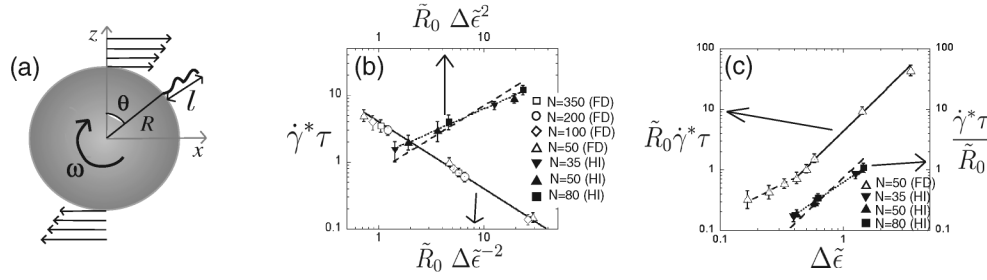 (a)
z
θ
R
l
x
ω
R̃₀ Δϵ̃²
1
10
(b)
10
1
0.1
γ̇*τ
N=350 (FD)
N=200 (FD)
N=100 (FD)
N=50 (FD)
N=35 (HI)
N=50 (HI)
N=80 (HI)
1
10
R̃₀ Δϵ̃⁻²
(c)
100
10
1
0.1
R̃₀γ̇*τ
100
10
1
0.1
γ̇*τ
R̃₀
N=50 (FD)
N=35 (HI)
N=50 (HI)
N=80 (HI)
0.1
1
Δϵ̃